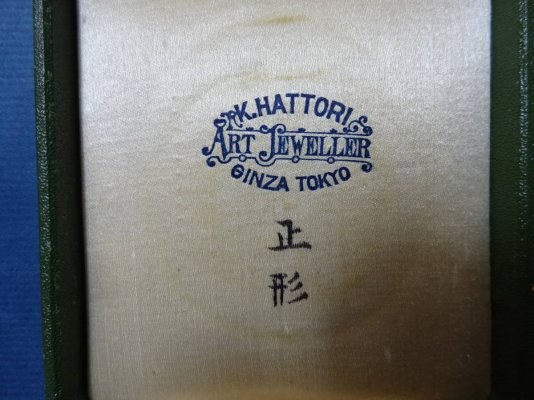 K.HATTORI
ART JEWELLER
GINZA TOKYO
正
形